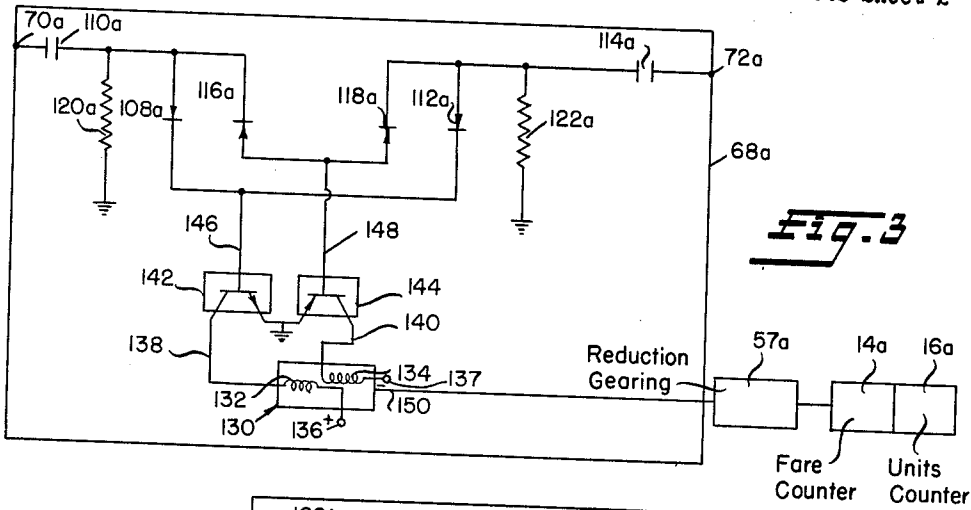 70a
110a
114a
72a
116a
118a
112a
120a
108a
122a
68a
Fig. 3
146
148
142
144
138
140
134
132
137
150
130
136
+
−
Reduction
Gearing
57a
14a
16a
Fare
Counter
Units
Counter